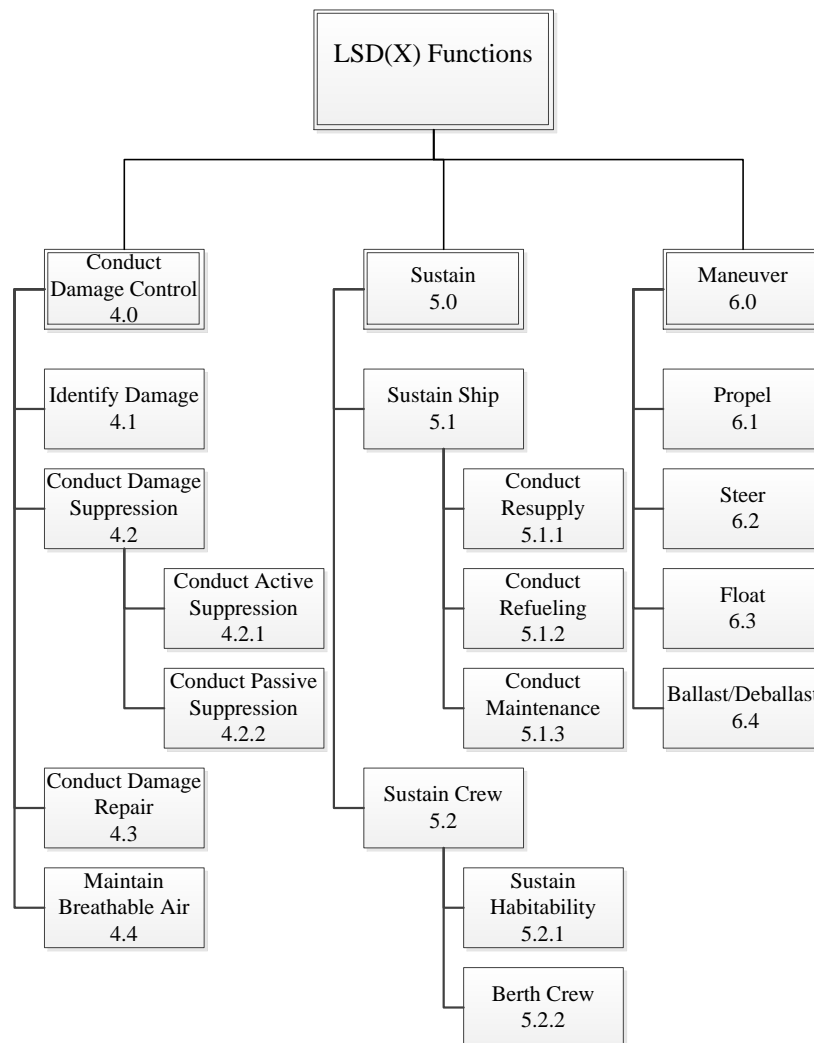 LSD(X) Functions
Conduct
Damage Control
4.0
Identify Damage
4.1
Conduct Damage
Suppression
4.2
Conduct Active
Suppression
4.2.1
Conduct Passive
Suppression
4.2.2
Conduct Damage
Repair
4.3
Maintain
Breathable Air
4.4
Sustain
5.0
Sustain Ship
5.1
Conduct
Resupply
5.1.1
Conduct
Refueling
5.1.2
Conduct
Maintenance
5.1.3
Sustain Crew
5.2
Sustain
Habitability
5.2.1
Berth Crew
5.2.2
Maneuver
6.0
Propel
6.1
Steer
6.2
Float
6.3
Ballast/Deballast
6.4